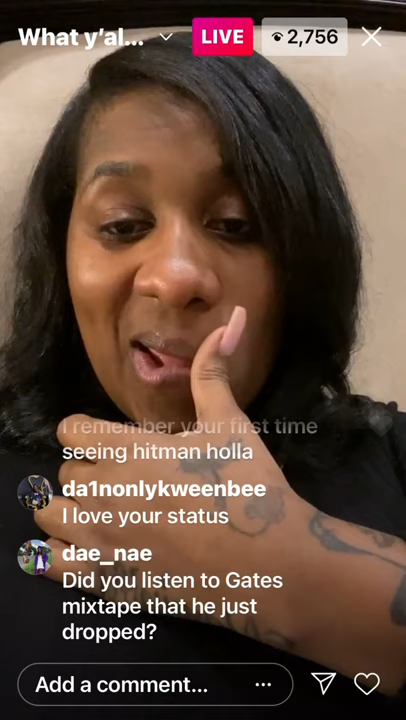 What y'al...
LIVE
2,756
I remember your first time
seeing hitman holla
da1nonlykweenbee
I love your status
dae_nae
Did you listen to Gates
mixtape that he just
dropped?
Add a comment...